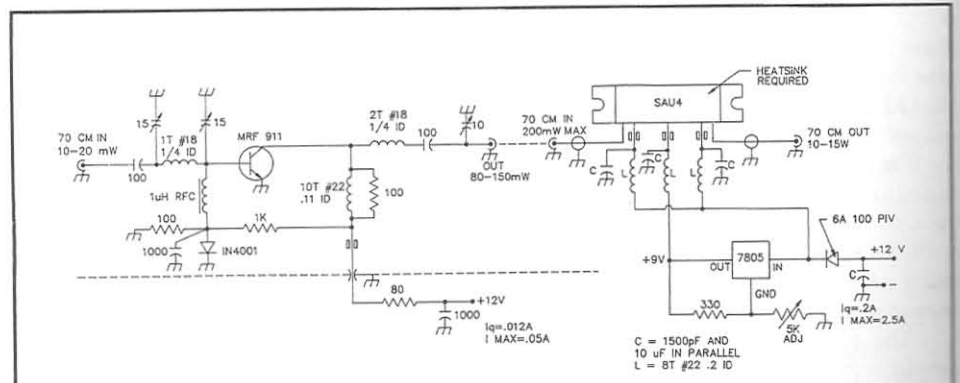 70 CM IN
10-20 mW
100
15
1T #18
1/4 ID
15
MRF 911
1uH RFC
100
1000
IN4001
1K
10T #22
.11 ID
100
2T #18
1/4 ID
100
10
OUT
80-150mW
80
1000
+12V
Iq=.012A
I MAX=.05A
70 CM IN
200mW MAX
SAU4
HEATSINK
REQUIRED
70 CM OUT
10-15W
C
L
C
L
L
C
6A 100 PIV
+9V
OUT
7805
IN
GND
+12 V
C
330
5K
ADJ
Iq=.2A
I MAX=2.5A
C = 1500pF AND
10 uF IN PARALLEL
L = 8T #22 .2 ID